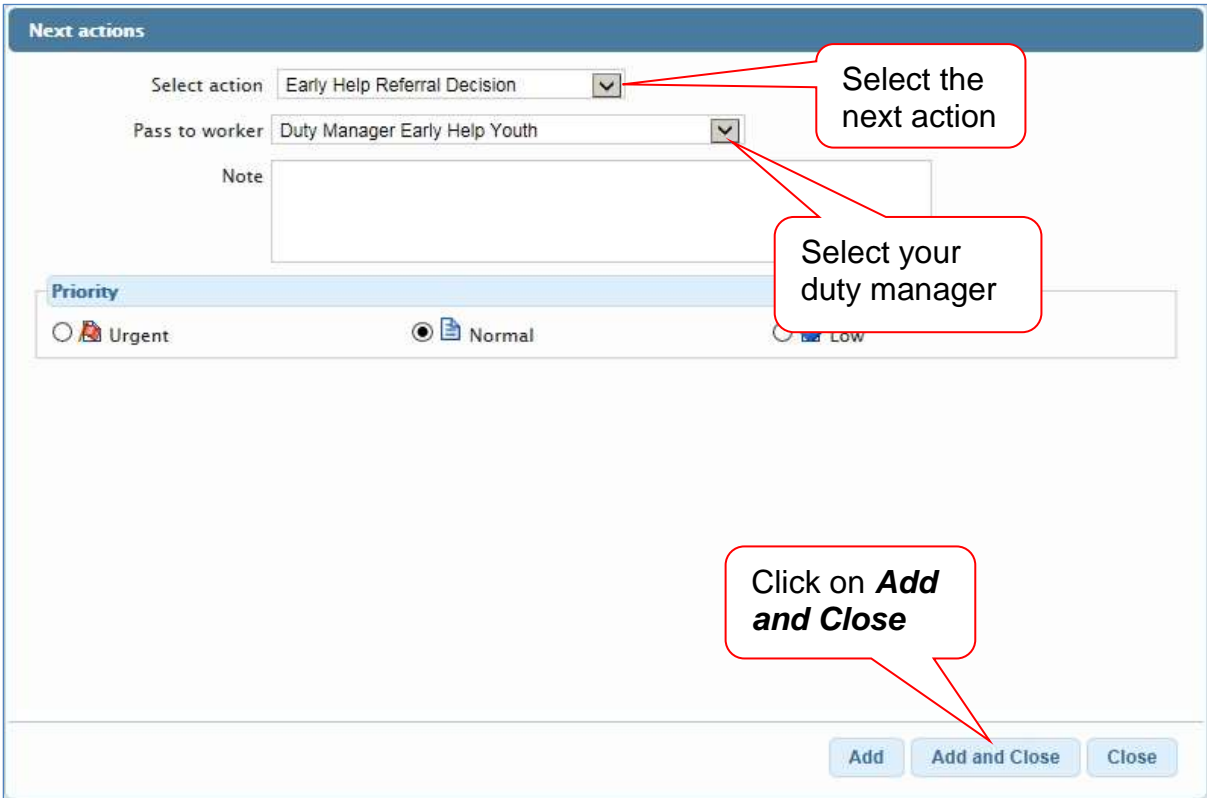 Next actions
Select action Early Help Referral Decision
Select the
next action
Pass to worker Duty Manager Early Help Youth
Note
Select your
duty manager
Priority
Urgent Normal Low
Click on Add
and Close
Add Add and Close Close